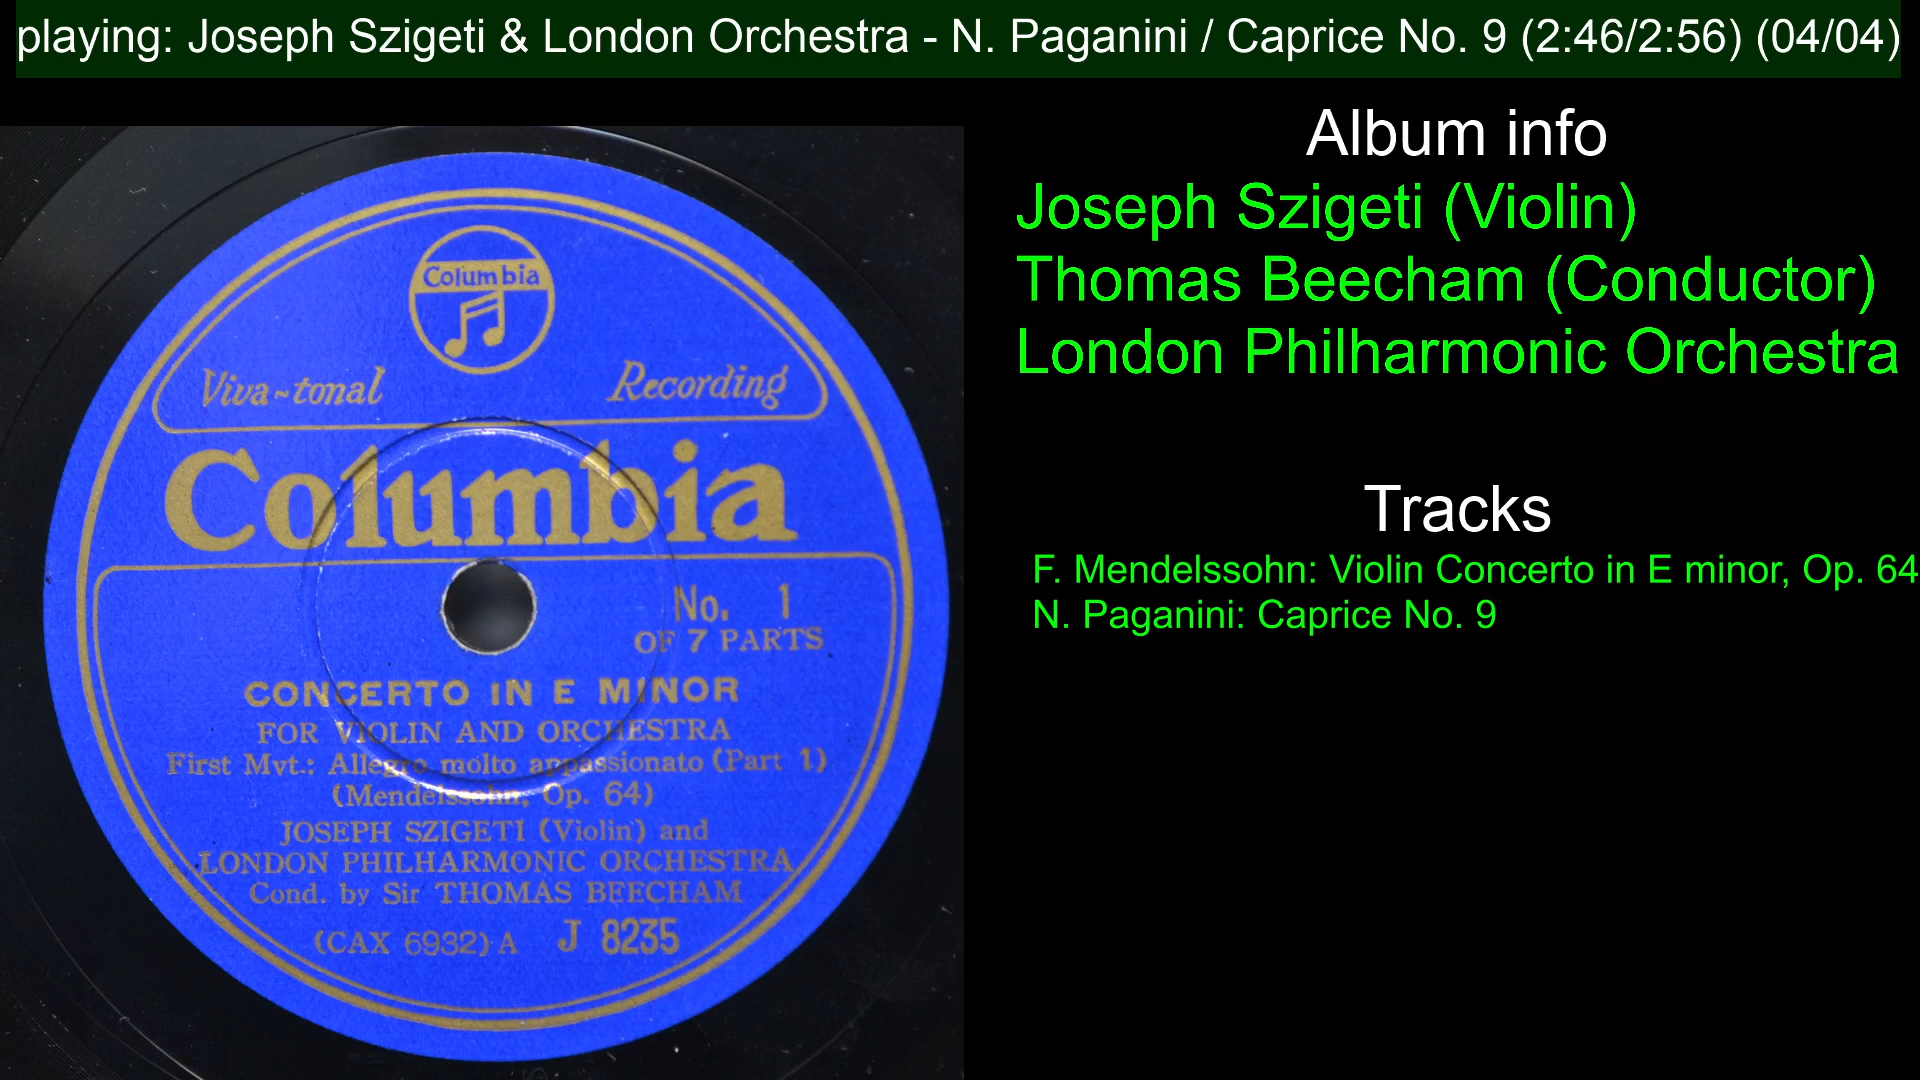 playing: Joseph Szigeti & London Orchestra - N. Paganini / Caprice No. 9 (2:46/2:56) (04/04)
Album info
Joseph Szigeti (Violin)
Thomas Beecham (Conductor)
London Philharmonic Orchestra
Tracks
F. Mendelssohn: Violin Concerto in E minor, Op. 64
N. Paganini: Caprice No. 9
Columbia
Viva-tonal Recording
Columbia
No. 1
OF 7 PARTS
CONCERTO IN E MINOR
FOR VIOLIN AND ORCHESTRA
First Mvt.: Allegro molto appassionato (Part 1)
(Mendelssohn, Op. 64)
JOSEPH SZIGETI (Violin) and
LONDON PHILHARMONIC ORCHESTRA
Cond. by Sir THOMAS BEECHAM
(CAX 6932) A J 8235